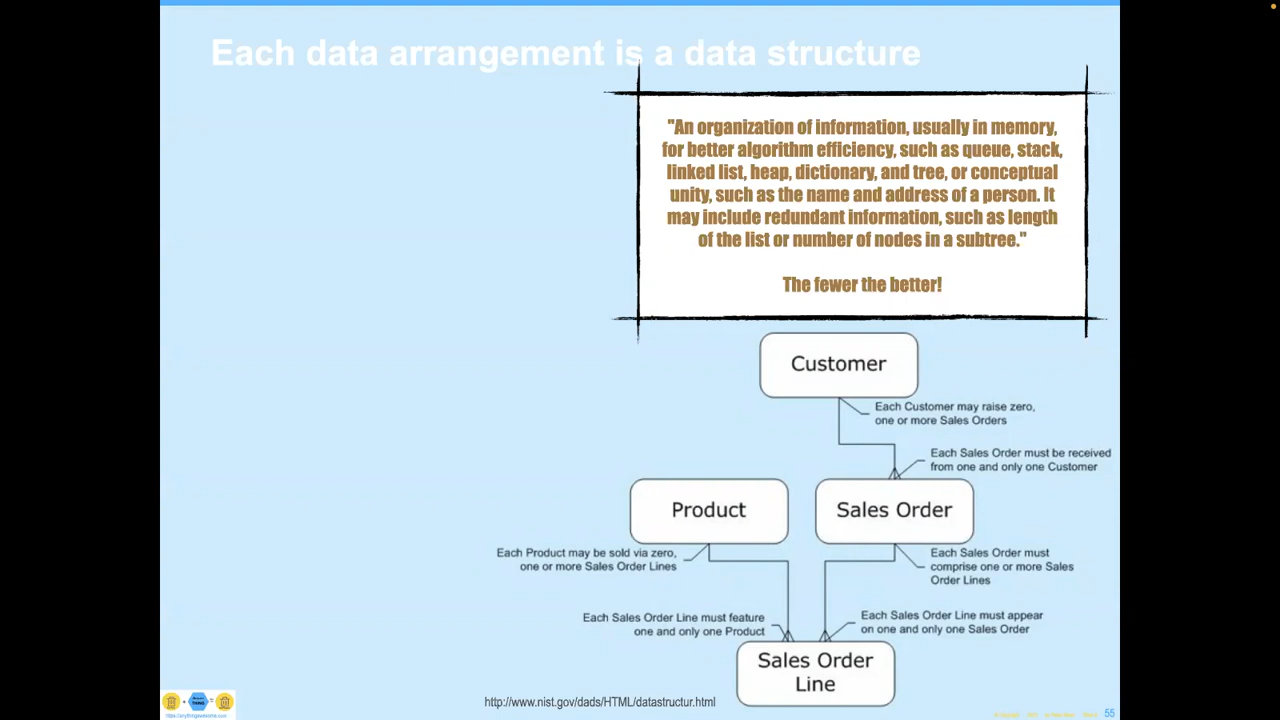 Each data arrangement is a data structure
"An organization of information, usually in memory,
for better algorithm efficiency, such as queue, stack,
linked list, heap, dictionary, and tree, or conceptual
unity, such as the name and address of a person. It
may include redundant information, such as length
of the list or number of nodes in a subtree."
The fewer the better!
Customer
Each Customer may raise zero,
one or more Sales Orders
Each Sales Order must be received
from one and only one Customer
Product
Sales Order
Each Product may be sold via zero,
one or more Sales Order Lines
Each Sales Order must
comprise one or more Sales
Order Lines
Each Sales Order Line must feature
one and only one Product
Each Sales Order Line must appear
on one and only one Sales Order
Sales Order
Line
http://www.nist.gov/dads/HTML/datastructur.html
https://anythingawesome.com
55